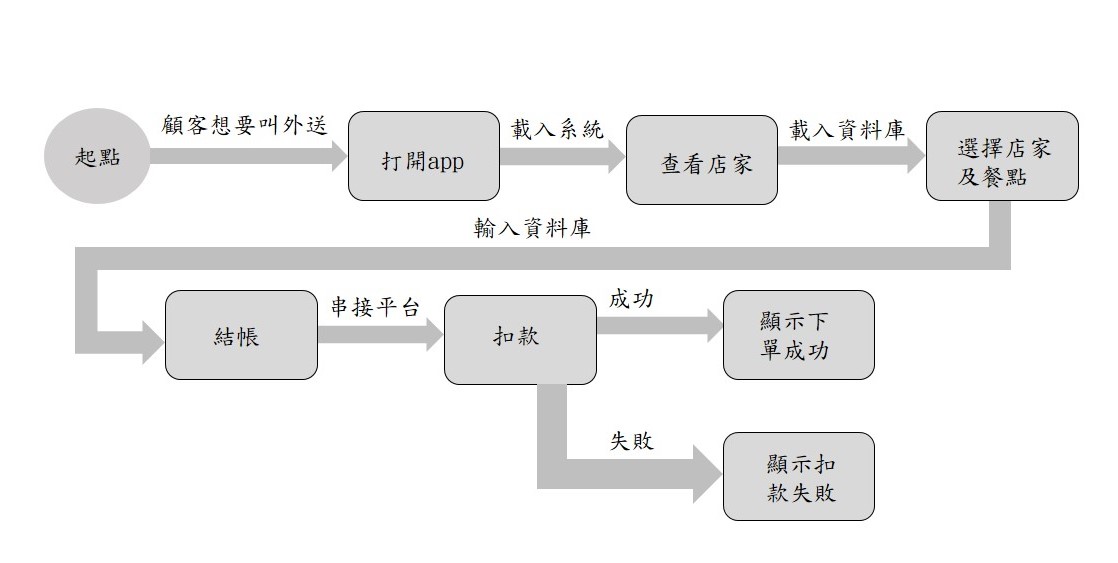 顧客想要叫外送
載入系統
載入資料庫
起點
打開app
查看店家
選擇店家
及餐點
輸入資料庫
結帳
串接平台
扣款
成功
顯示下
單成功
失敗
顯示扣
款失敗